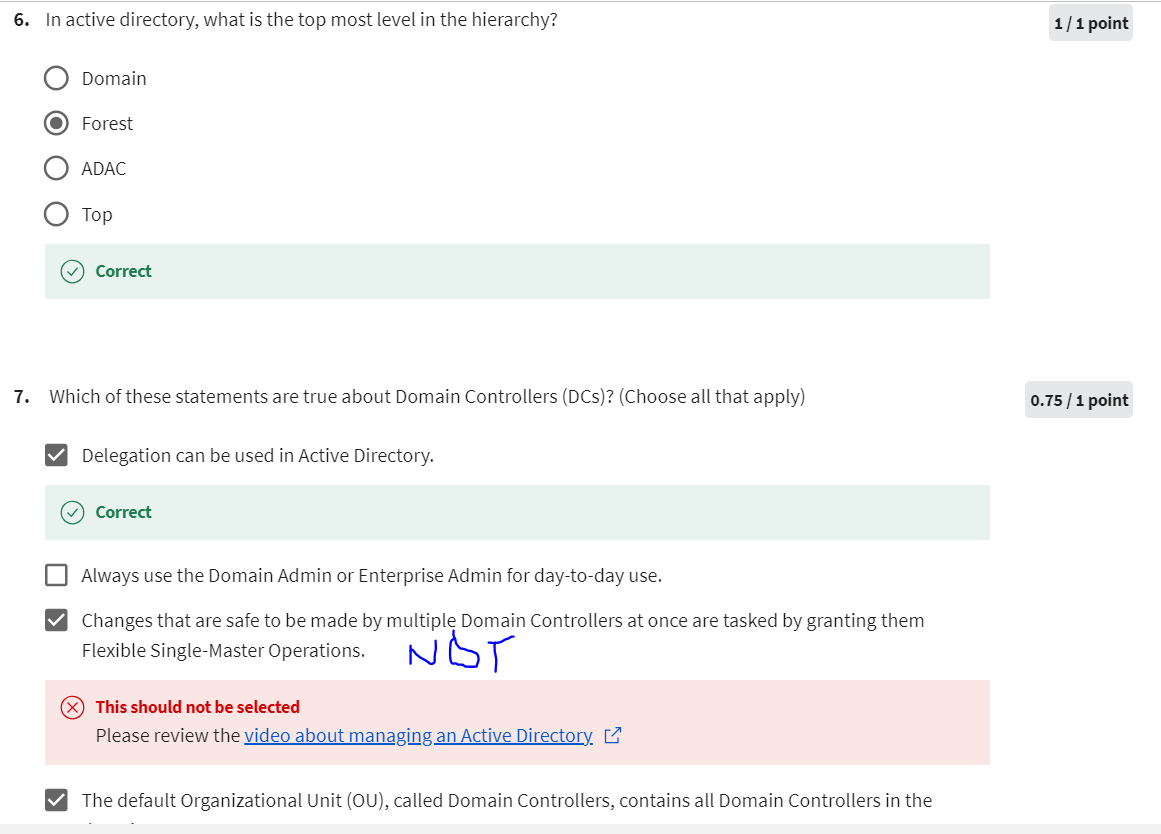 6. In active directory, what is the top most level in the hierarchy?
1 / 1 point
Domain
Forest
ADAC
Top
Correct
7. Which of these statements are true about Domain Controllers (DCs)? (Choose all that apply)
0.75 / 1 point
Delegation can be used in Active Directory.
Correct
Always use the Domain Admin or Enterprise Admin for day-to-day use.
Changes that are safe to be made by multiple Domain Controllers at once are tasked by granting them
Flexible Single-Master Operations.
NOT
This should not be selected
Please review the video about managing an Active Directory
The default Organizational Unit (OU), called Domain Controllers, contains all Domain Controllers in the